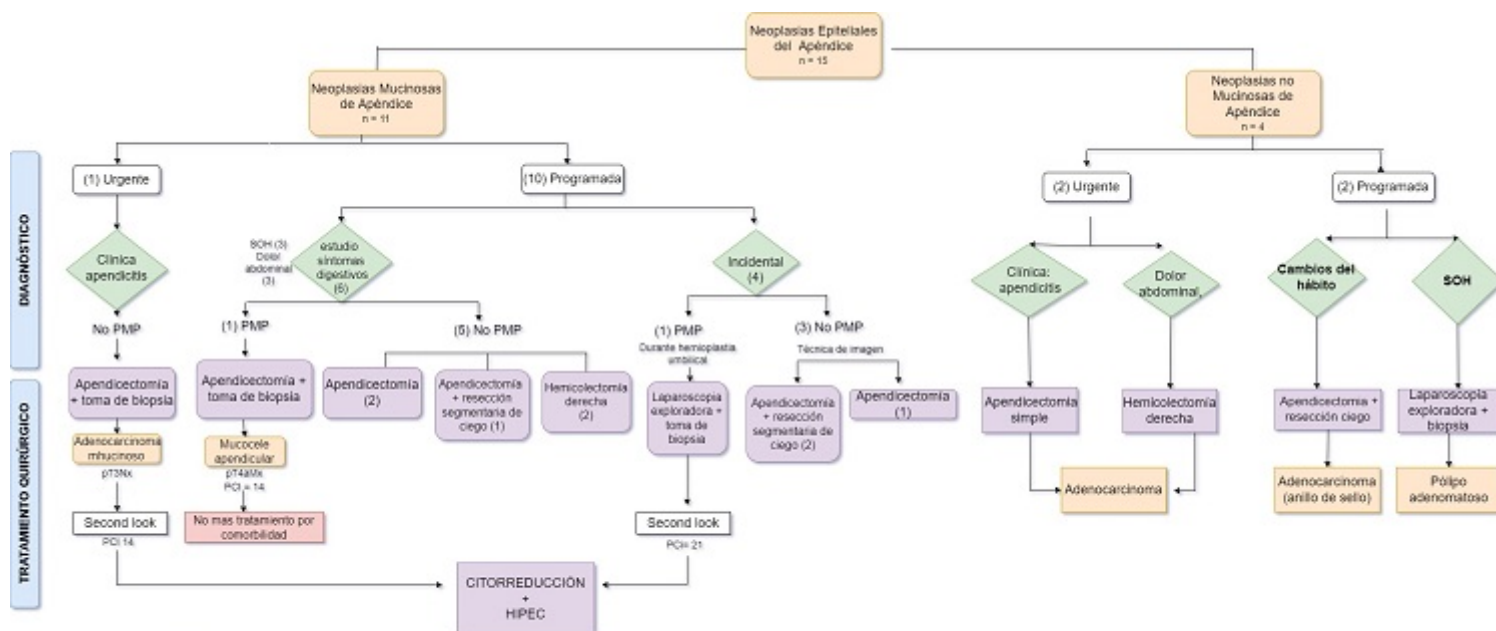 Neoplasias Epiteliales
del Apéndice
n = 15
Neoplasias Mucinosas
de Apéndice
n = 11
Neoplasias no
Mucinosas de
Apéndice
n = 4
DIAGNÓSTICO
(1) Urgente
(10) Programada
(2) Urgente
(2) Programada
Clínica
apendicitis
SOH (3)
Dolor
abdominal
(3)
estudio
síntomas
digestivos
(6)
Incidental
(4)
Clínica:
apendicitis
Dolor
abdominal,
Cambios del
hábito
SOH
No PMP
(1) PMP
(5) No PMP
(1) PMP
Durante hernioplastia
umbilical
(3) No PMP
Técnica de imagen
TRATAMIENTO QUIRÚRGICO
Apendicectomía
+ toma de biopsia
Apendicectomía +
toma de biopsia
Apendicectomía
(2)
Apendicectomía
+ resección
segmentaria de
ciego (1)
Hemicolectomía
derecha
(2)
Laparoscopia
exploradora +
toma de
biopsia
Apendicectomía
+ resección
segmentaria de
ciego (2)
Apendicectomía
(1)
Apendicectomía
simple
Hemicolectomía
derecha
Apendicectomia +
resección ciego
Laparoscopia
exploradora +
biopsia
Adenocarcinoma
mhucinoso
pT3Nx
Mucocele
apendicular
pT4aMx
PCI = 14
Adenocarcinoma
Adenocarcinoma
(anillo de sello)
Pólipo
adenomatoso
Second look
PCI 14
No mas tratamiento por
comorbilidad
Second look
PCI= 21
CITORREDUCCIÓN
+
HIPEC